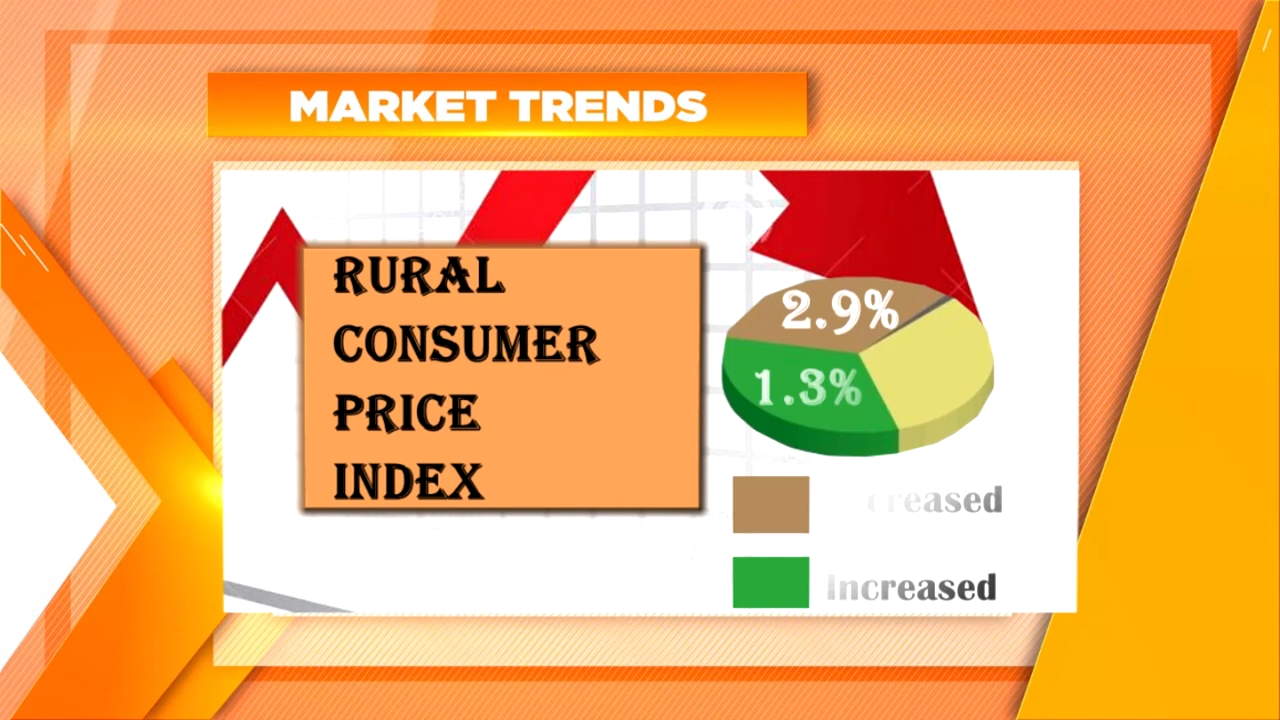 MARKET TRENDS
RURAL
CONSUMER
PRICE
INDEX
2.9%
1.3%
Increased